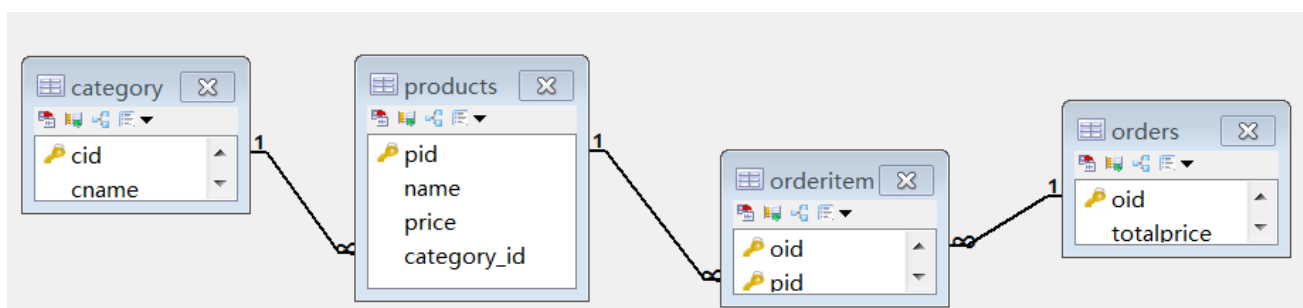 category
cid
cname
1
products
pid
name
price
category_id
1
orderitem
oid
pid
orders
1
oid
totalprice